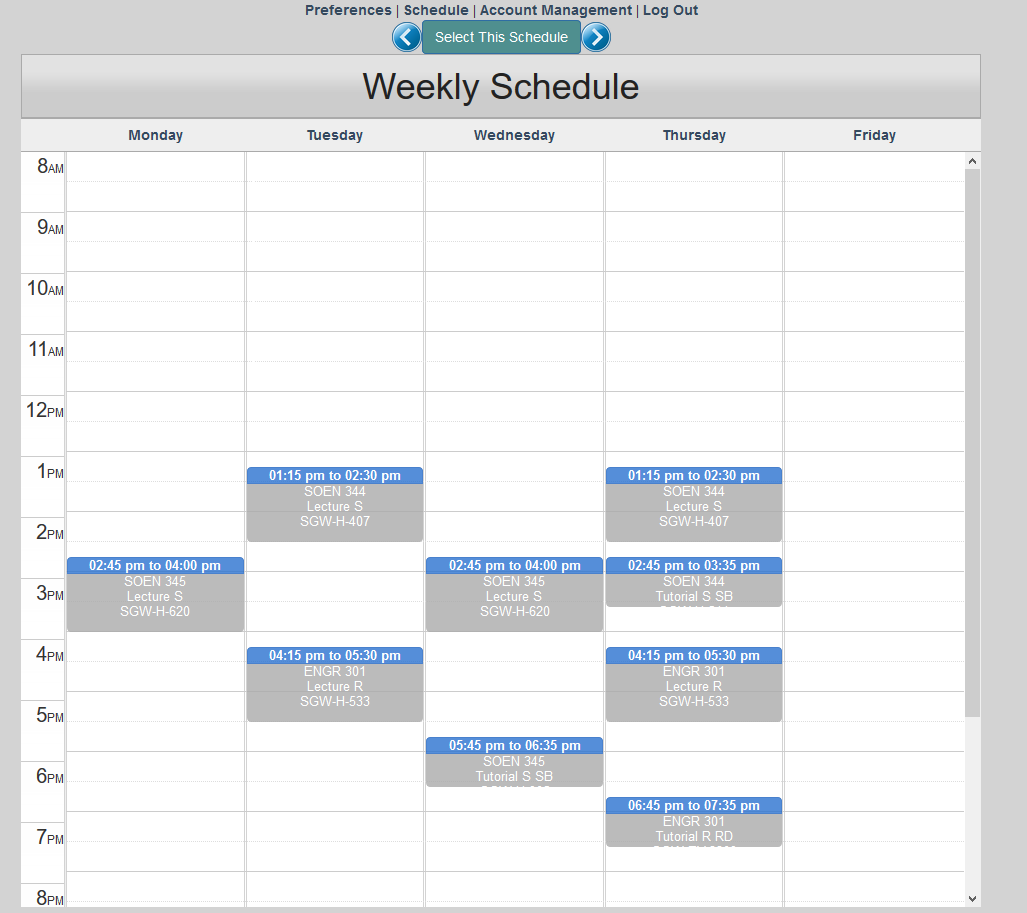 Preferences | Schedule | Account Management | Log Out
Select This Schedule
Weekly Schedule
Monday Tuesday Wednesday Thursday Friday
8AM
9AM
10AM
11AM
12PM
1PM
01:15 pm to 02:30 pm 01:15 pm to 02:30 pm
SOEN 344 SOEN 344
Lecture S Lecture S
SGW-H-407 SGW-H-407
2PM
02:45 pm to 04:00 pm 02:45 pm to 04:00 pm 02:45 pm to 03:35 pm
SOEN 345 SOEN 345 SOEN 344
3PM Lecture S Lecture S Tutorial S SB
SGW-H-620 SGW-H-620
4PM 04:15 pm to 05:30 pm 04:15 pm to 05:30 pm
ENGR 301 ENGR 301
Lecture R Lecture R
SGW-H-533 SGW-H-533
5PM
05:45 pm to 06:35 pm
SOEN 345
6PM Tutorial S SB
06:45 pm to 07:35 pm
ENGR 301
7PM Tutorial R RD
8PM